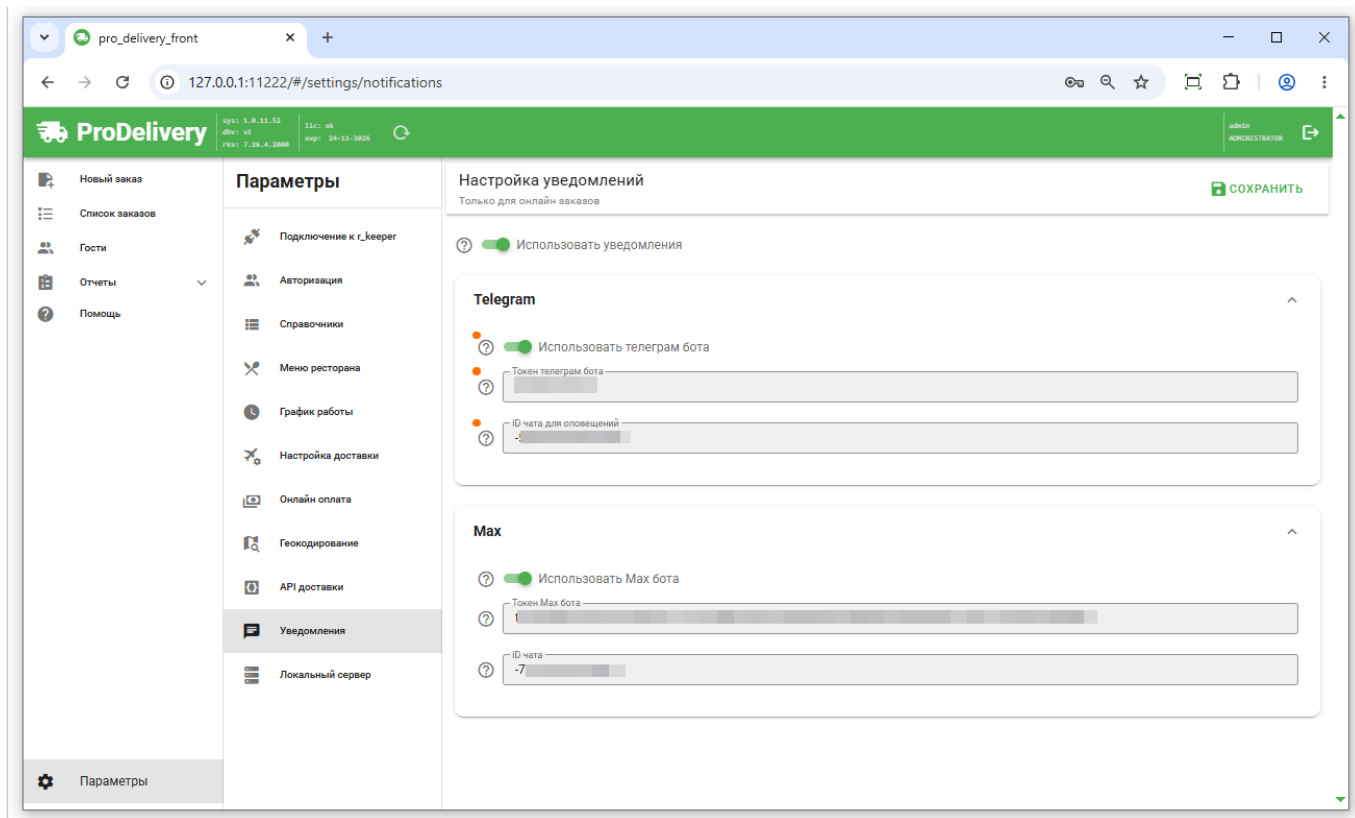 pro_delivery_front
127.0.0.1:11222/#/settings/notifications
ProDelivery
sys: 1.0.11.52
dbv: v1
rkv: 7.26.4.2000
lic: ok
exp: 24-11-2026
admin
ADMINISTRATOR
Новый заказ
Список заказов
Гости
Отчеты
Помощь
Параметры
Параметры
Подключение к r_keeper
Авторизация
Справочники
Меню ресторана
График работы
Настройка доставки
Онлайн оплата
Геокодирование
API доставки
Уведомления
Локальный сервер
Настройка уведомлений
Только для онлайн заказов
СОХРАНИТЬ
Использовать уведомления
Telegram
Использовать телеграм бота
Токен телеграм бота
ID чата для оповещений
Max
Использовать Max бота
Токен Max бота
ID чата
-7